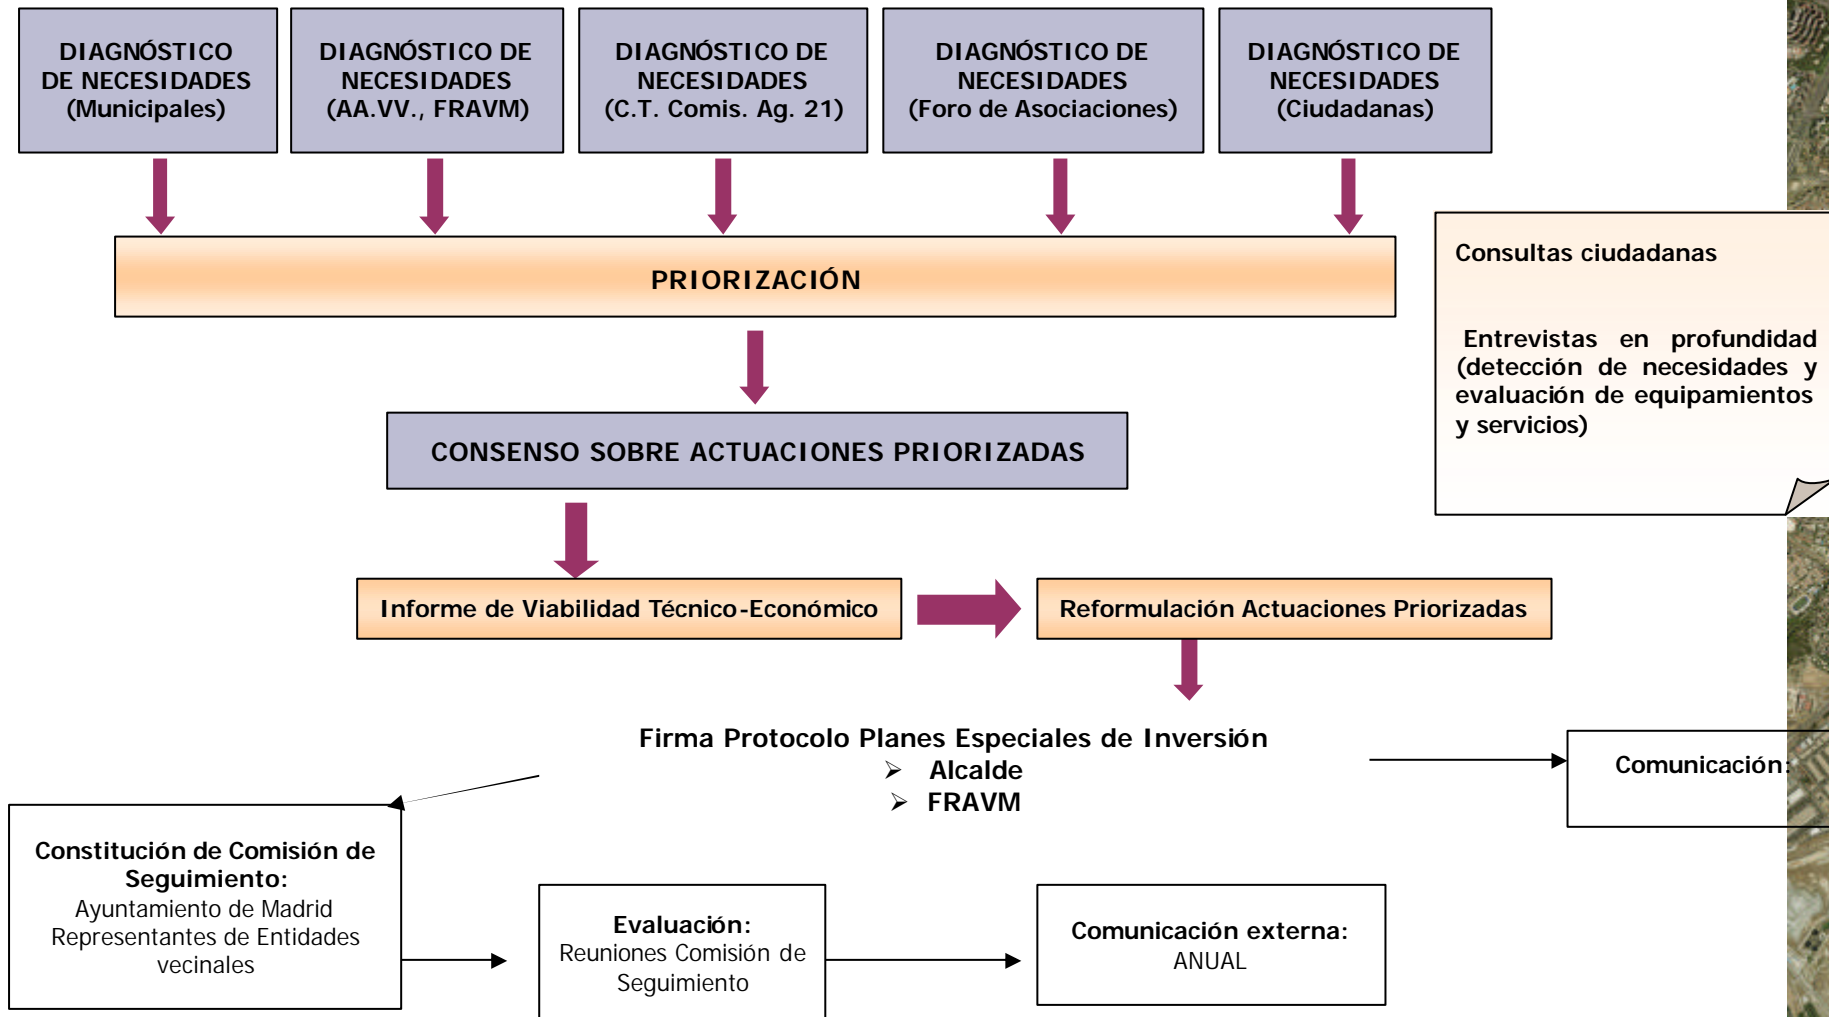 DIAGNÓSTICO
DE NECESIDADES
(Municipales)
DIAGNÓSTICO DE
NECESIDADES
(AA.VV., FRAVM)
DIAGNÓSTICO DE
NECESIDADES
(C.T. Comis. Ag. 21)
DIAGNÓSTICO DE
NECESIDADES
(Foro de Asociaciones)
DIAGNÓSTICO DE
NECESIDADES
(Ciudadanas)
PRIORIZACIÓN
Consultas ciudadanas
Entrevistas en profundidad
(detección de necesidades y
evaluación de equipamientos
y servicios)
CONSENSO SOBRE ACTUACIONES PRIORIZADAS
Informe de Viabilidad Técnico-Económico
Reformulación Actuaciones Priorizadas
Firma Protocolo Planes Especiales de Inversión
➢ Alcalde
➢ FRAVM
Comunicación:
Constitución de Comisión de
Seguimiento:
Ayuntamiento de Madrid
Representantes de Entidades
vecinales
Evaluación:
Reuniones Comisión de
Seguimiento
Comunicación externa:
ANUAL